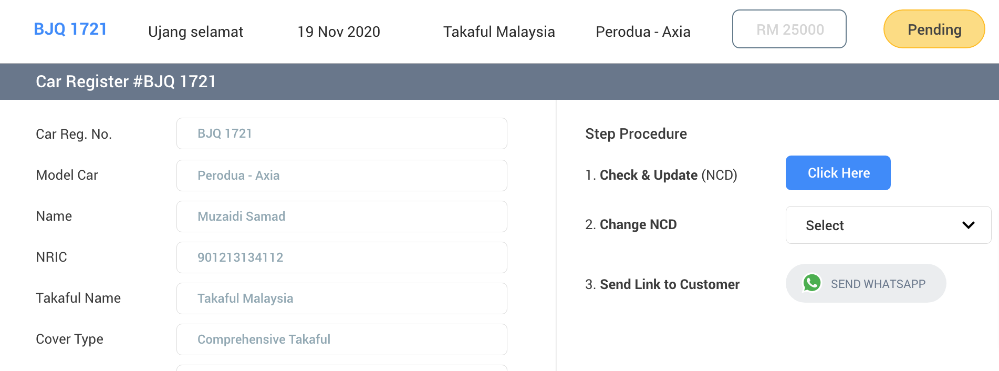 BJQ 1721 Ujang selamat 19 Nov 2020 Takaful Malaysia Perodua - Axia RM 25000 Pending
Car Register #BJQ 1721
Car Reg. No. BJQ 1721
Model Car Perodua - Axia
Name Muzaidi Samad
NRIC 901213134112
Takaful Name Takaful Malaysia
Cover Type Comprehensive Takaful
Step Procedure
1. Check & Update (NCD) Click Here
2. Change NCD Select
3. Send Link to Customer SEND WHATSAPP